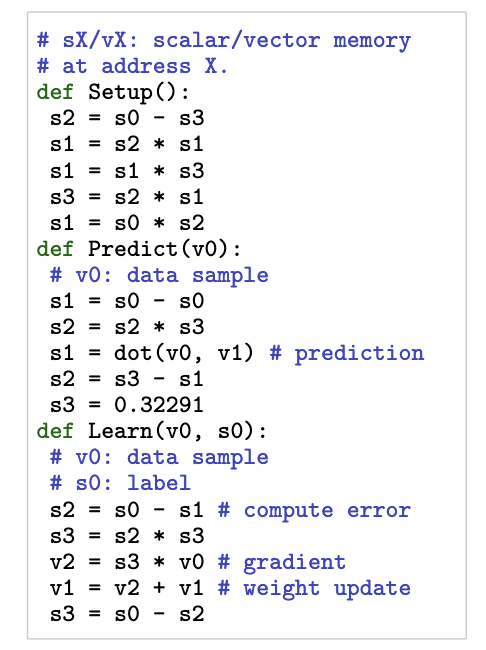 # sX/vX: scalar/vector memory
# at address X.
def Setup():
 s2 = s0 - s3
 s1 = s2 * s1
 s1 = s1 * s3
 s3 = s2 * s1
 s1 = s0 * s2
def Predict(v0):
 # v0: data sample
 s1 = s0 - s0
 s2 = s2 * s3
 s1 = dot(v0, v1) # prediction
 s2 = s3 - s1
 s3 = 0.32291
def Learn(v0, s0):
 # v0: data sample
 # s0: label
 s2 = s0 - s1 # compute error
 s3 = s2 * s3
 v2 = s3 * v0 # gradient
 v1 = v2 + v1 # weight update
 s3 = s0 - s2